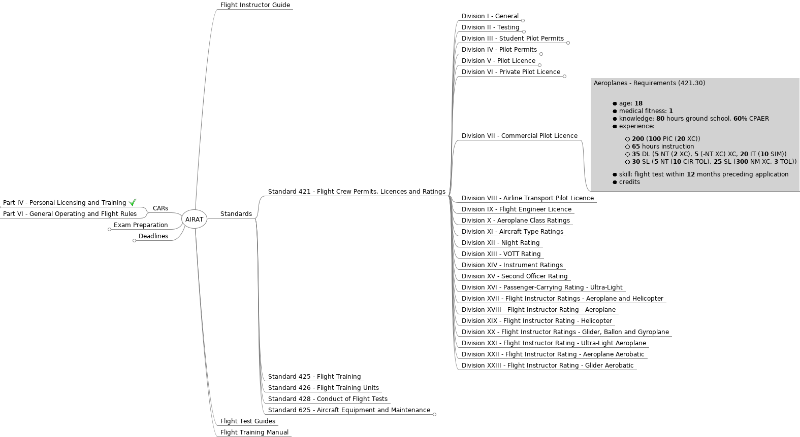 Flight Instructor Guide
Division I - General
Division II - Testing
Division III - Student Pilot Permits
Division IV - Pilot Permits
Division V - Pilot Licence
Division VI - Private Pilot Licence
Aeroplanes - Requirements (421.30)
age: 18
medical fitness: 1
knowledge: 80 hours ground school, 60% CPAER
experience:
200 (100 PIC (20 XC))
65 hours instruction
35 DL (5 NT (2 XC), 5 (-NT XC) XC, 20 IT (10 SIM))
30 SL (5 NT (10 CIR TOL), 25 SL (300 NM XC, 3 TOL))
skill: flight test within 12 months preceding application
credits
Division VII - Commercial Pilot Licence
Standard 421 - Flight Crew Permits, Licences and Ratings
Division VIII - Airline Transport Pilot Licence
Part IV - Personal Licensing and Training
CARs
Part VI - General Operating and Flight Rules
AIRAT
Standards
Exam Preparation
Deadlines
Division IX - Flight Engineer Licence
Division X - Aeroplane Class Ratings
Division XI - Aircraft Type Ratings
Division XII - Night Rating
Division XIII - VOTT Rating
Division XIV - Instrument Ratings
Division XV - Second Officer Rating
Division XVI - Passenger-Carrying Rating - Ultra-Light
Division XVII - Flight Instructor Ratings - Aeroplane and Helicopter
Division XVIII - Flight Instructor Rating - Aeroplane
Division XIX - Flight Instructor Rating - Helicopter
Division XX - Flight Instructor Ratings - Glider, Ballon and Gyroplane
Division XXI - Flight Instructor Rating - Ultra-Light Aeroplane
Division XXII - Flight Instructor Rating - Aeroplane Aerobatic
Division XXIII - Flight Instructor Rating - Glider Aerobatic
Standard 425 - Flight Training
Standard 426 - Flight Training Units
Standard 428 - Conduct of Flight Tests
Standard 625 - Aircraft Equipment and Maintenance
Flight Test Guides
Flight Training Manual